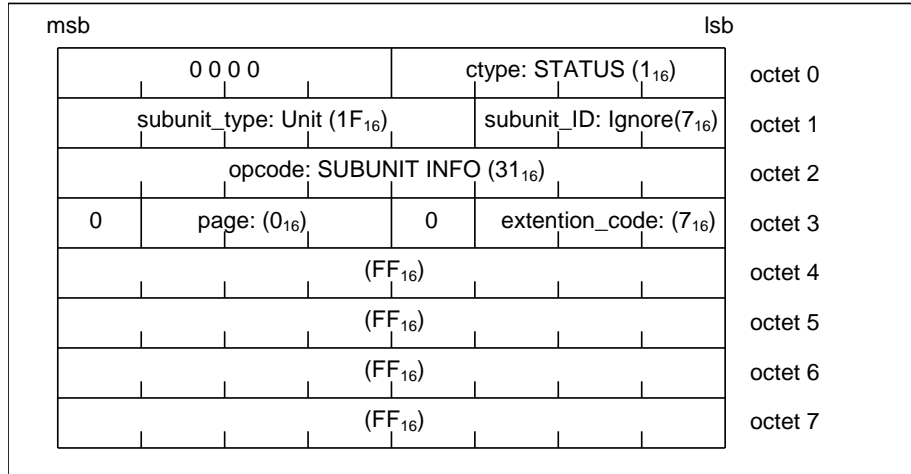 msb lsb
0 0 0 0 ctype: STATUS (1₁₆) octet 0
subunit_type: Unit (1F₁₆) subunit_ID: Ignore(7₁₆) octet 1
opcode: SUBUNIT INFO (31₁₆) octet 2
0 page: (0₁₆) 0 extention_code: (7₁₆) octet 3
(FF₁₆) octet 4
(FF₁₆) octet 5
(FF₁₆) octet 6
(FF₁₆) octet 7